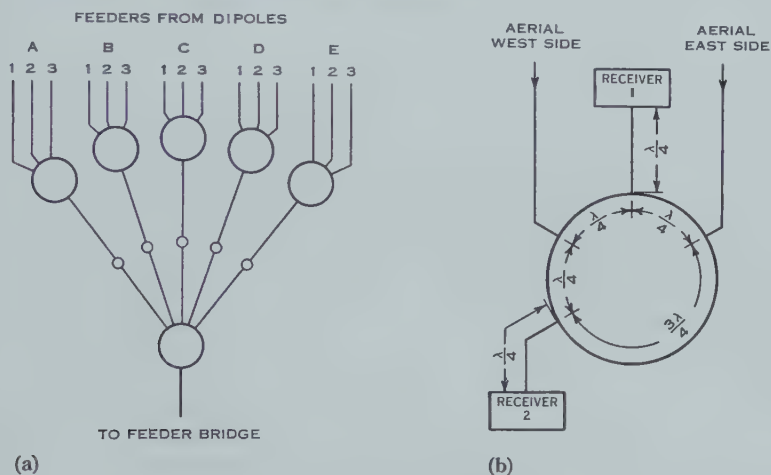 FEEDERS FROM DIPOLES
A B C D E
1 2 3 1 2 3 1 2 3 1 2 3 1 2 3
TO FEEDER BRIDGE
(a)
AERIAL
WEST SIDE
AERIAL
EAST SIDE
RECEIVER
1
λ/4
λ/4
λ/4
λ/4
3λ/4
λ/4
RECEIVER
2
(b)